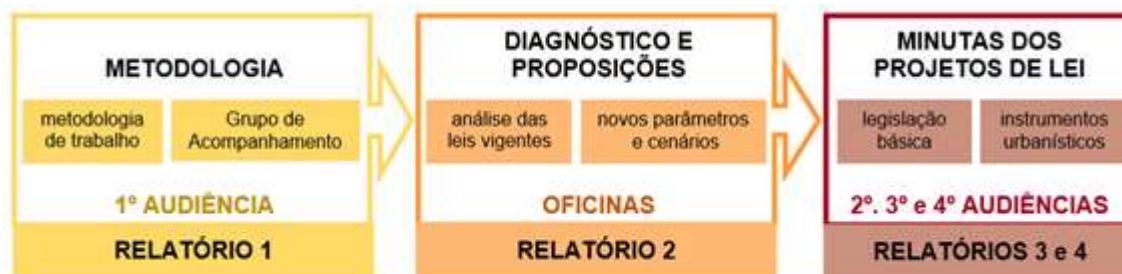 METODOLOGIA
metodologia
de trabalho
Grupo de
Acompanhamento
1º AUDIÊNCIA
RELATÓRIO 1
DIAGNÓSTICO E
PROPOSIÇÕES
análise das
leis vigentes
novos parâmetros
e cenários
OFICINAS
RELATÓRIO 2
MINUTAS DOS
PROJETOS DE LEI
legislação
básica
instrumentos
urbanísticos
2º. 3º e 4º AUDIÊNCIAS
RELATÓRIOS 3 e 4